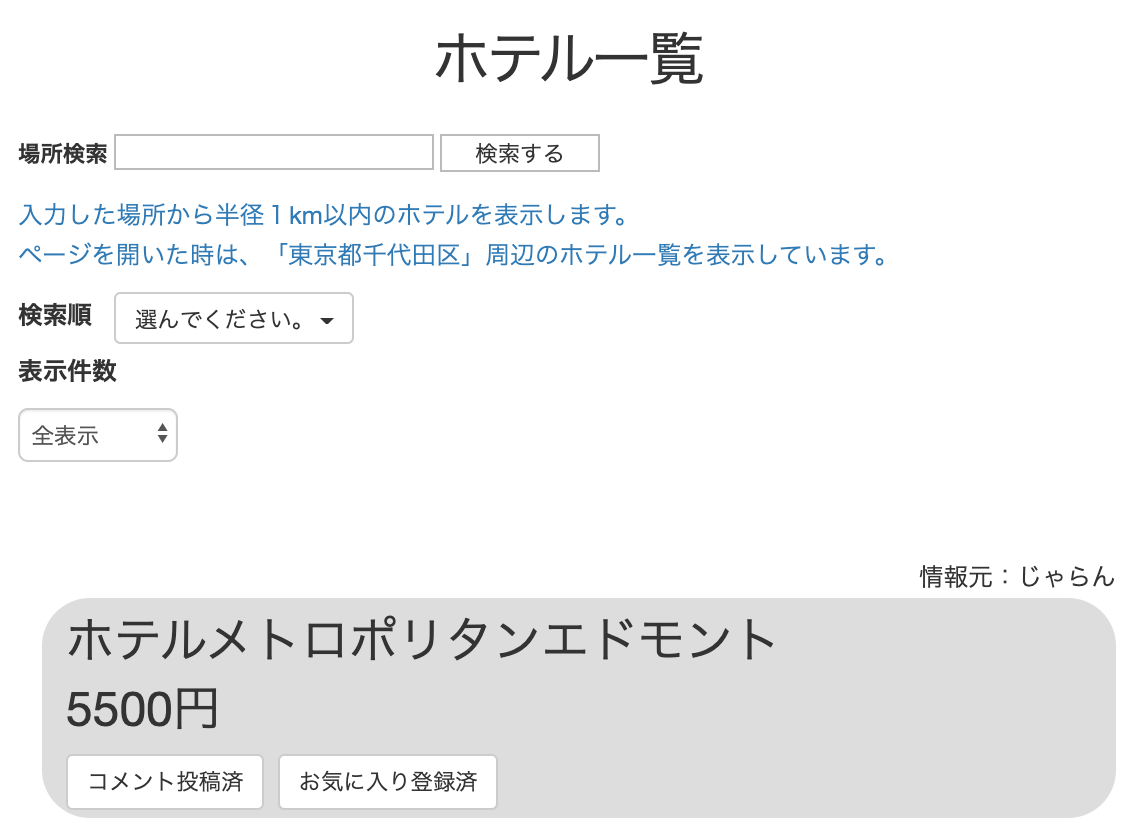 ホテル一覧
場所検索 検索する
入力した場所から半径１km以内のホテルを表示します。
ページを開いた時は、「東京都千代田区」周辺のホテル一覧を表示しています。
検索順 選んでください。
表示件数
全表示
情報元：じゃらん
ホテルメトロポリタンエドモント
5500円
コメント投稿済 お気に入り登録済